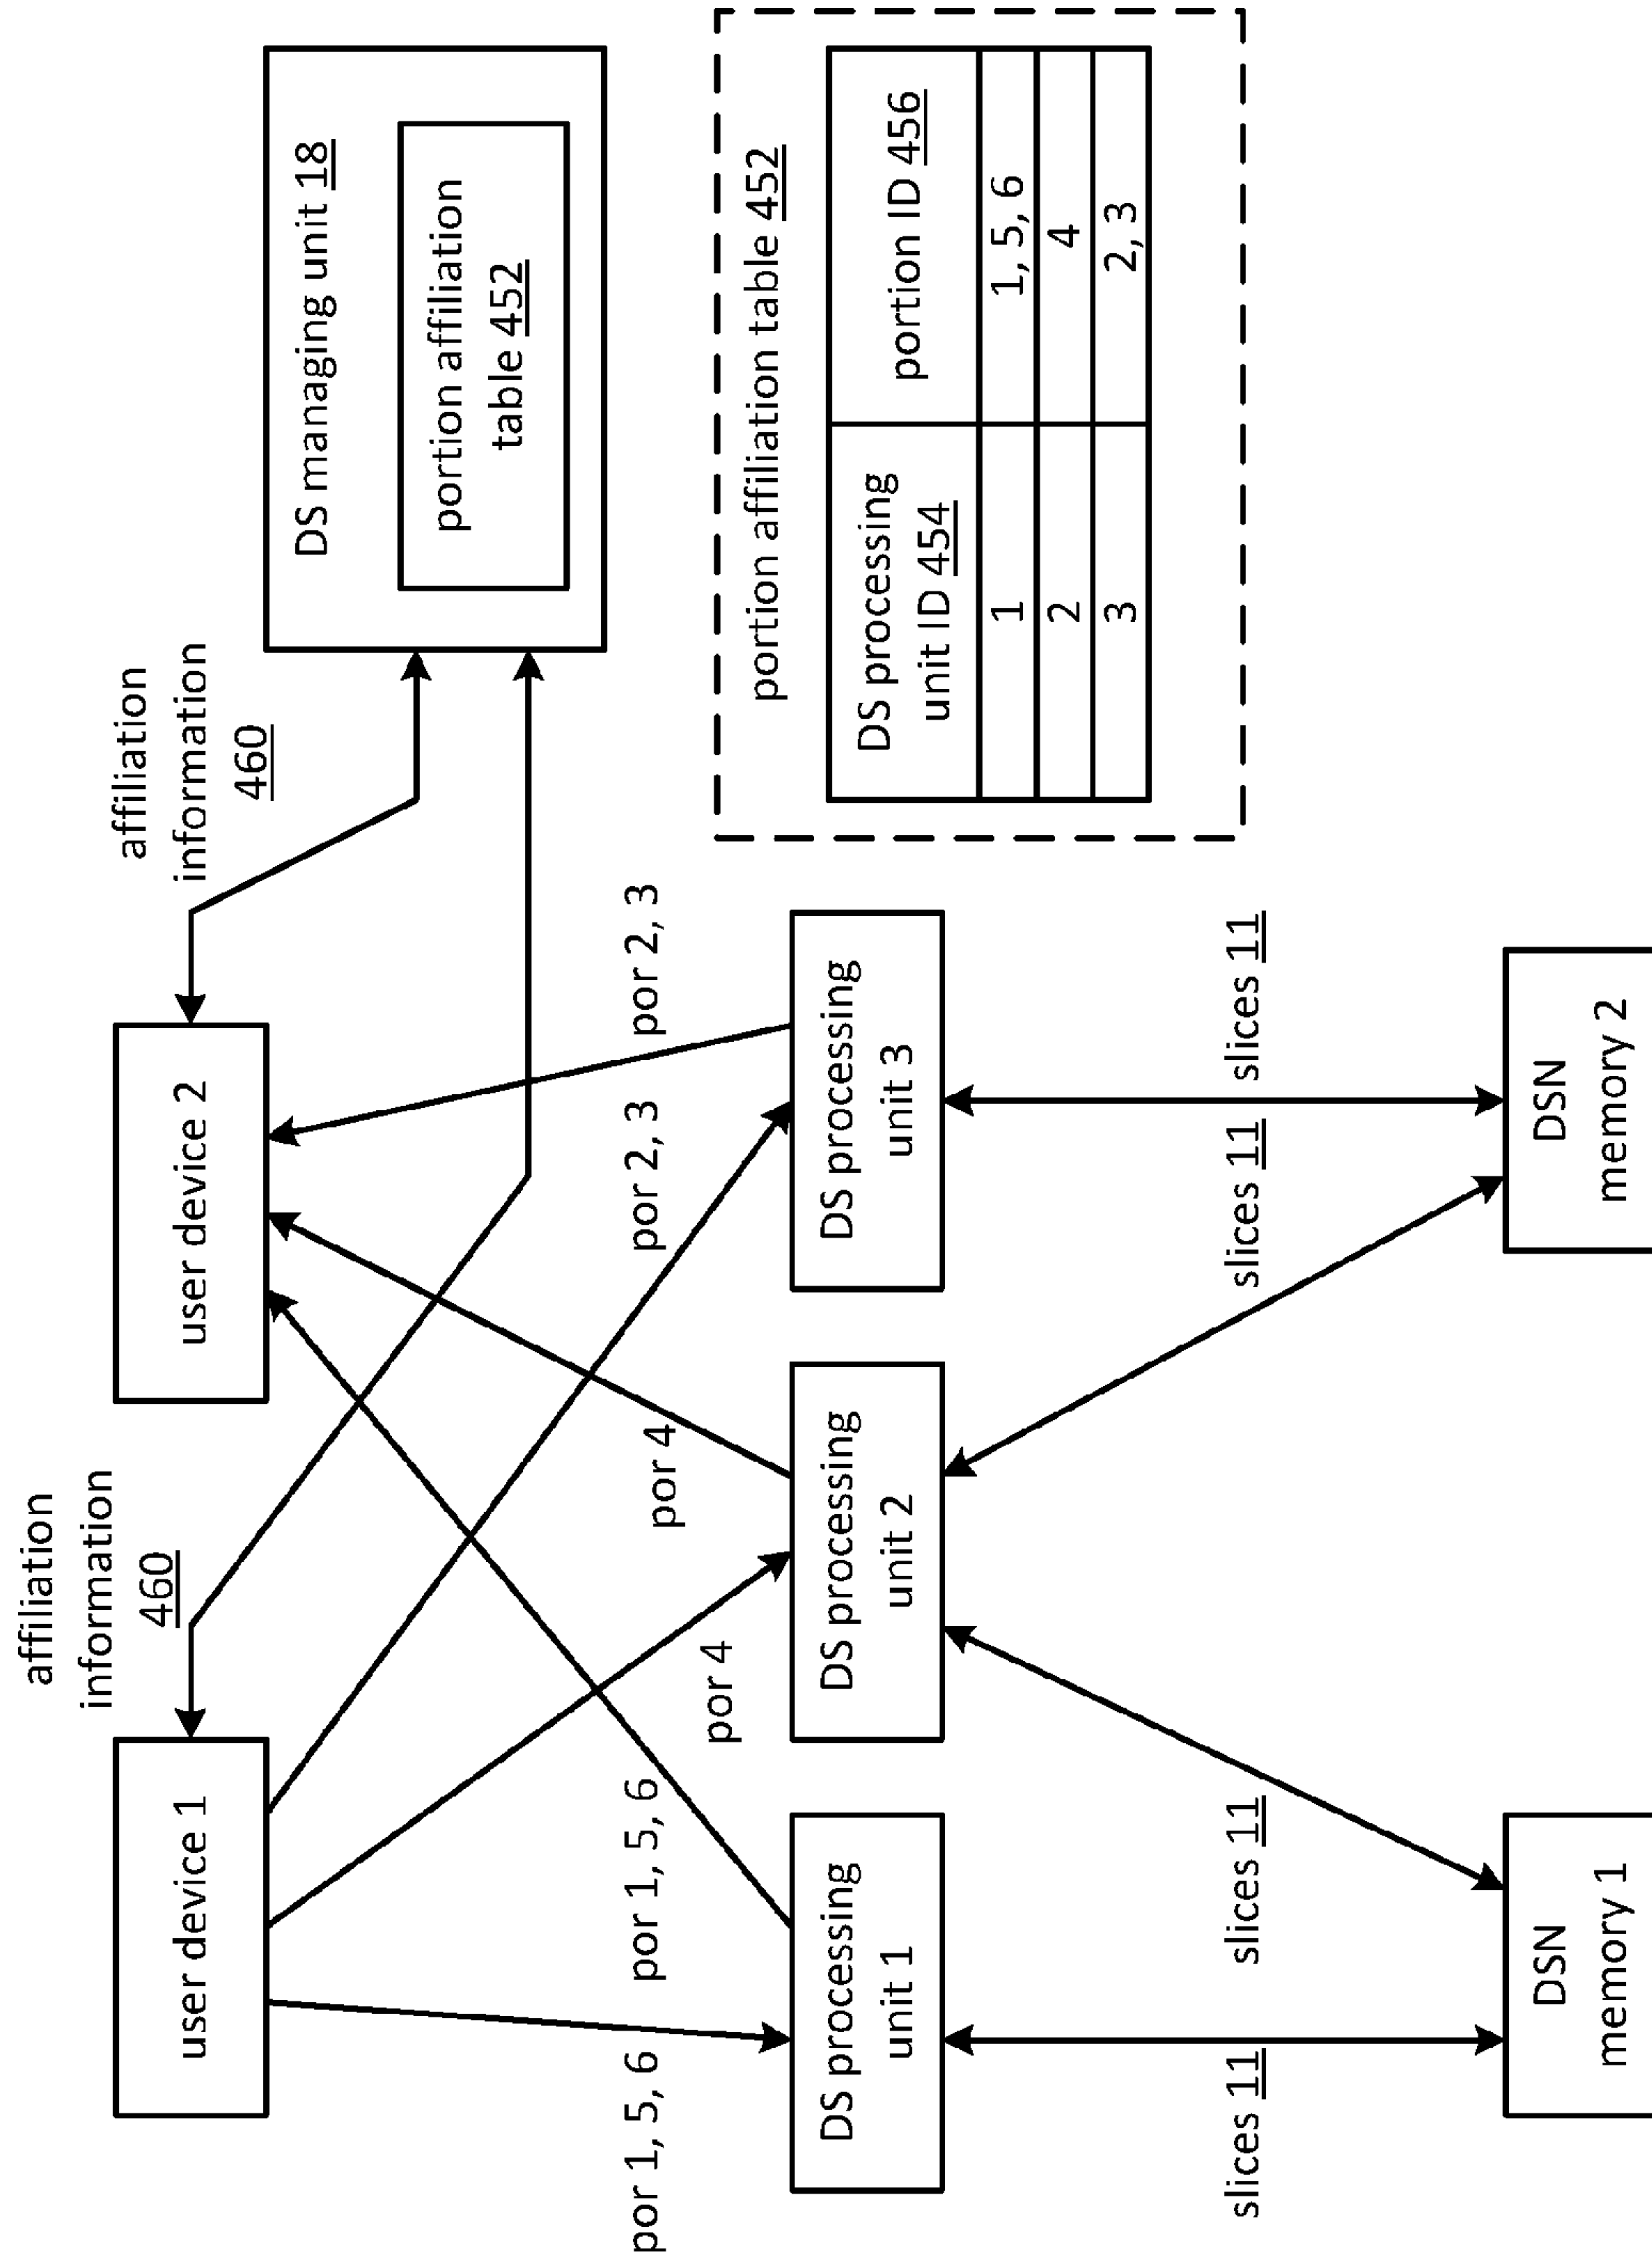 affiliation
information
460
affiliation
information
460
user device 1
user device 2
DS managing unit 18
portion affiliation
table 452
por 1, 5, 6
por 1, 5, 6
por 4
por 4
por 2, 3
por 2, 3
DS processing
unit 1
DS processing
unit 2
DS processing
unit 3
portion affiliation table 452
DS processing
unit ID 454
portion ID 456
1
1, 5, 6
2
4
3
2, 3
slices 11
slices 11
slices 11
slices 11
DSN
memory 1
DSN
memory 2